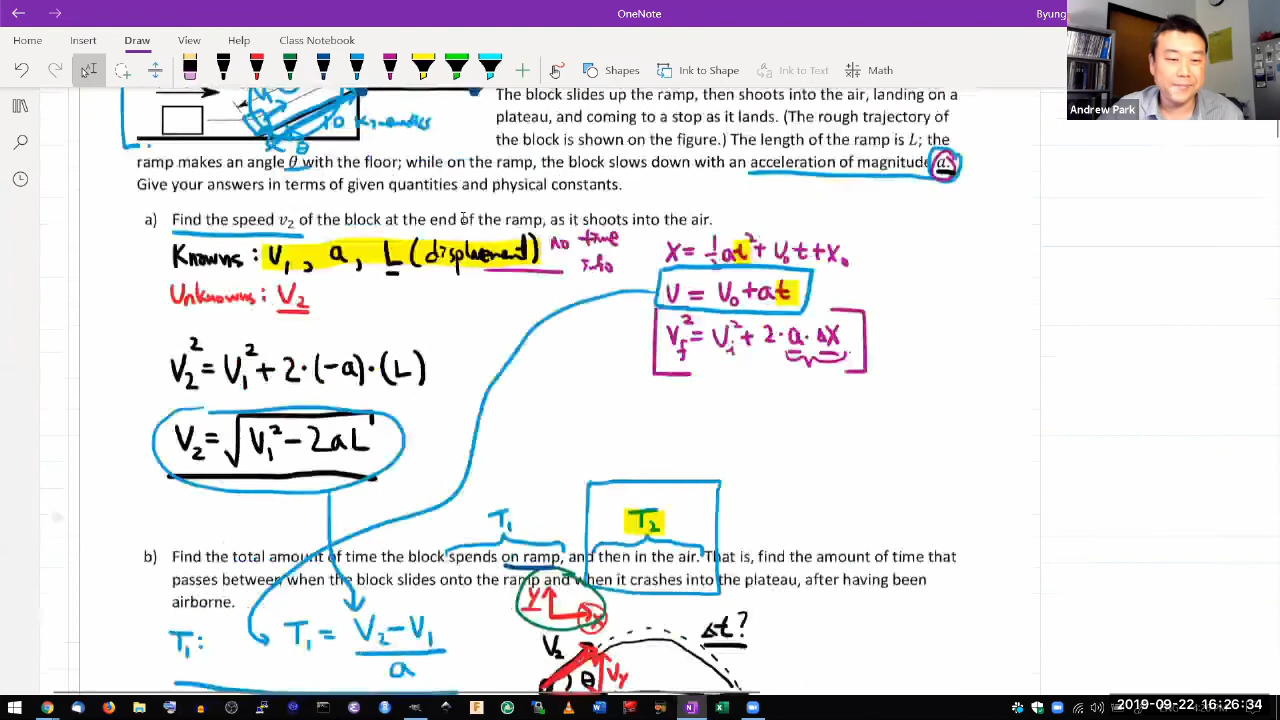 OneNote
Byung
Home Insert Draw View Help Class Notebook
Shapes Ink to Shape Ink to Text Math
Andrew Park
The block slides up the ramp, then shoots into the air, landing on a
plateau, and coming to a stop as it lands. (The rough trajectory of
the block is shown on the figure.) The length of the ramp is L; the
ramp makes an angle θ with the floor; while on the ramp, the block slows down with an acceleration of magnitude a.
Give your answers in terms of given quantities and physical constants.
a) Find the speed v₂ of the block at the end of the ramp, as it shoots into the air.
Knowns: V₁, a, L (displacement) no time
info
X = ½at² + V₀t + X₀
Unknowns: V₂
V = V₀ + at
V_f² = V_i² + 2·a·ΔX
V₂² = V₁² + 2·(-a)·(L)
V₂ = √V₁² - 2aL
T₁ T₂
b) Find the total amount of time the block spends on ramp, and then in the air. That is, find the amount of time that
passes between when the block slides onto the ramp and when it crashes into the plateau, after having been
airborne.
y x
T₁: T₁ = V₂ - V₁ / a
Δt?
V₂ θ Vy
2019-09-22 16:26:34